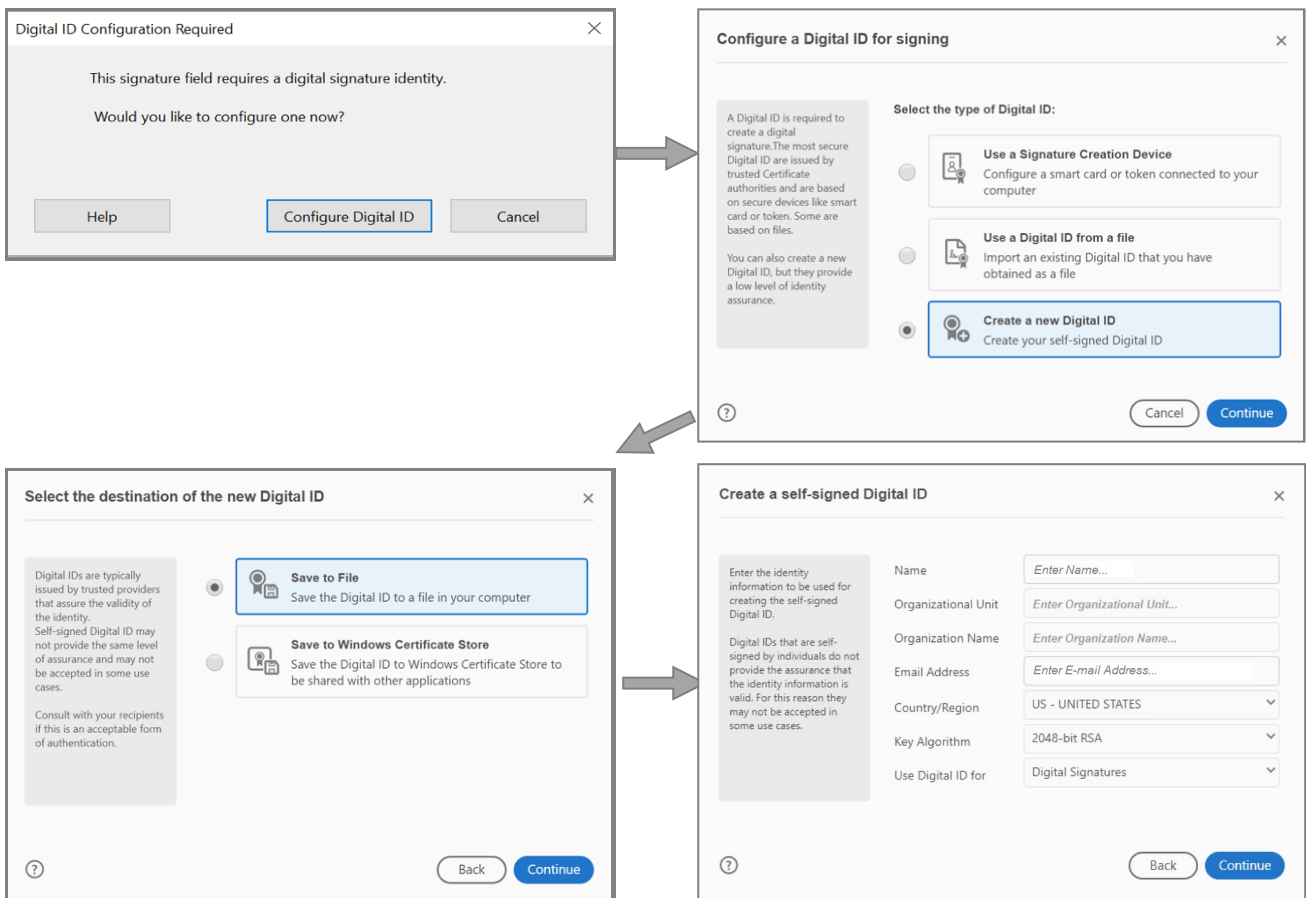 Digital ID Configuration Required
This signature field requires a digital signature identity.
Would you like to configure one now?
Help
Configure Digital ID
Cancel
Configure a Digital ID for signing
A Digital ID is required to
create a digital
signature.The most secure
Digital ID are issued by
trusted Certificate
authorities and are based
on secure devices like smart
card or token. Some are
based on files.
You can also create a new
Digital ID, but they provide
a low level of identity
assurance.
Select the type of Digital ID:
Use a Signature Creation Device
Configure a smart card or token connected to your
computer
Use a Digital ID from a file
Import an existing Digital ID that you have
obtained as a file
Create a new Digital ID
Create your self-signed Digital ID
?
Cancel
Continue
Select the destination of the new Digital ID
Digital IDs are typically
issued by trusted providers
that assure the validity of
the identity.
Self-signed Digital ID may
not provide the same level
of assurance and may not
be accepted in some use
cases.
Consult with your recipients
if this is an acceptable form
of authentication.
Save to File
Save the Digital ID to a file in your computer
Save to Windows Certificate Store
Save the Digital ID to Windows Certificate Store to
be shared with other applications
?
Back
Continue
Create a self-signed Digital ID
Enter the identity
information to be used for
creating the self-signed
Digital ID.
Digital IDs that are self-
signed by individuals do not
provide the assurance that
the identity information is
valid. For this reason they
may not be accepted in
some use cases.
Name Enter Name...
Organizational Unit Enter Organizational Unit...
Organization Name Enter Organization Name...
Email Address Enter E-mail Address...
Country/Region US - UNITED STATES
Key Algorithm 2048-bit RSA
Use Digital ID for Digital Signatures
?
Back
Continue